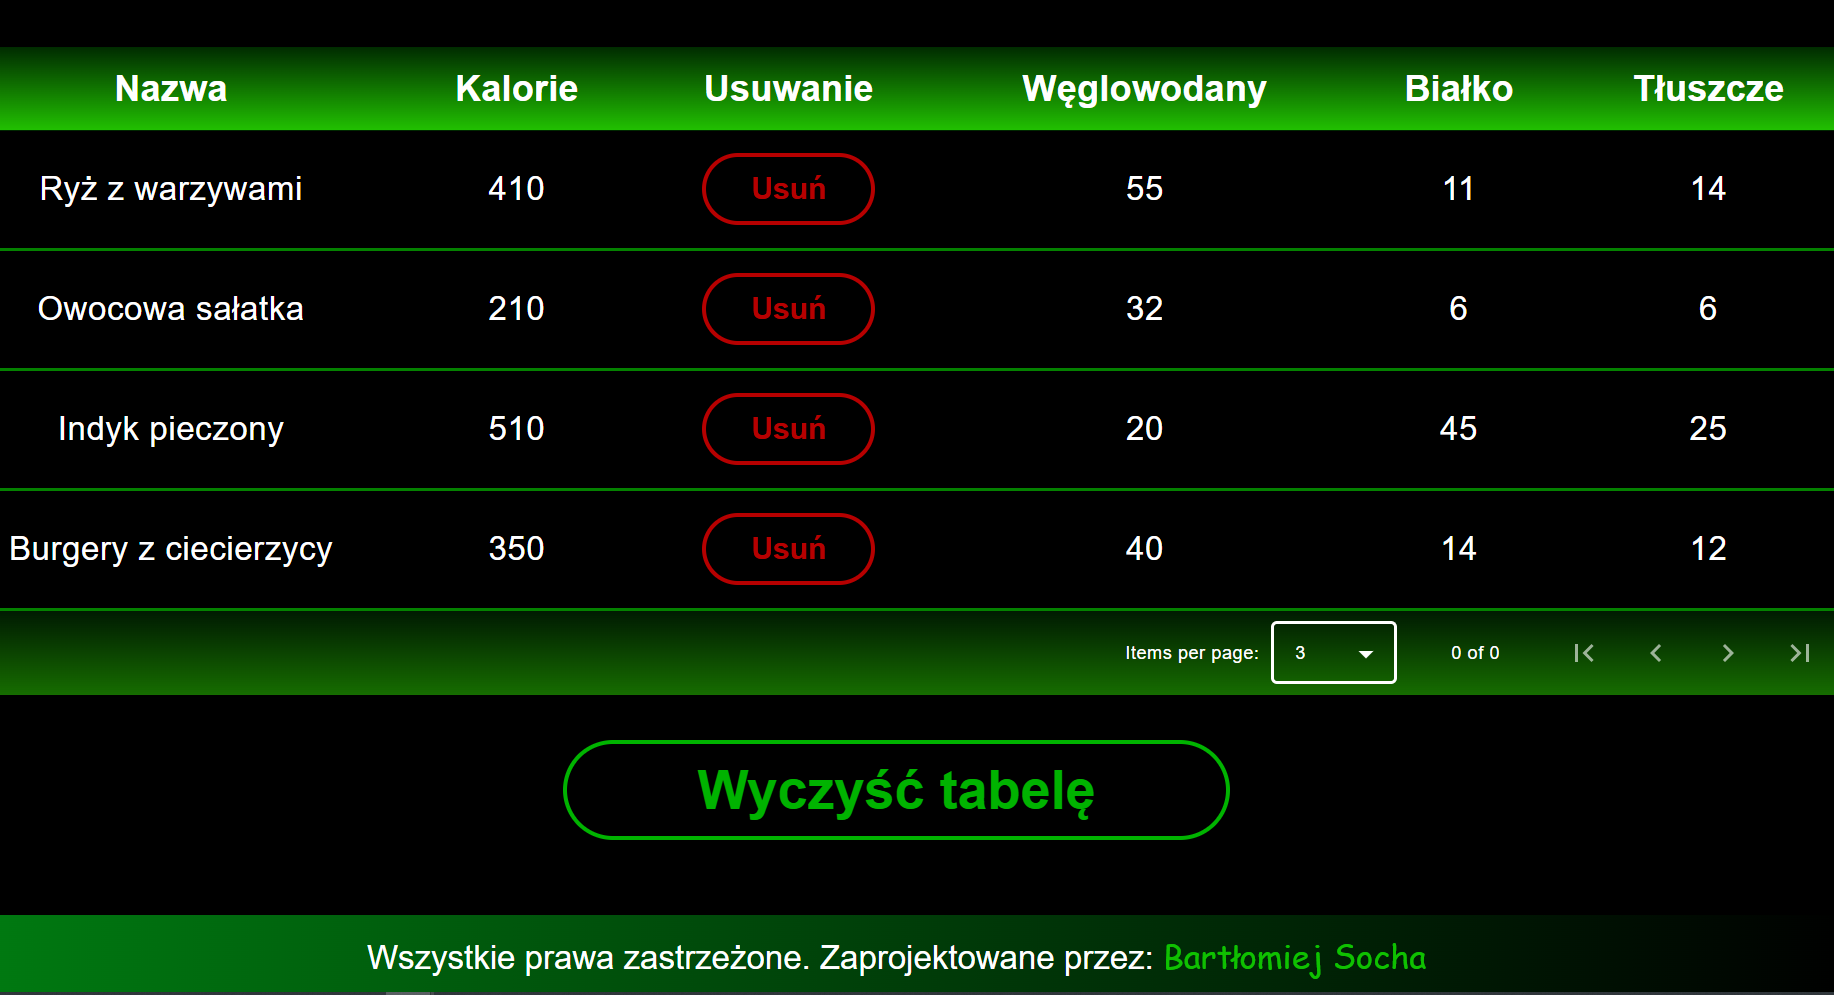 Nazwa Kalorie Usuwanie Węglowodany Białko Tłuszcze
Ryż z warzywami 410 Usuń 55 11 14
Owocowa sałatka 210 Usuń 32 6 6
Indyk pieczony 510 Usuń 20 45 25
Burgery z ciecierzycy 350 Usuń 40 14 12
Items per page: 3 0 of 0
Wyczyść tabelę
Wszystkie prawa zastrzeżone. Zaprojektowane przez: Bartłomiej Socha